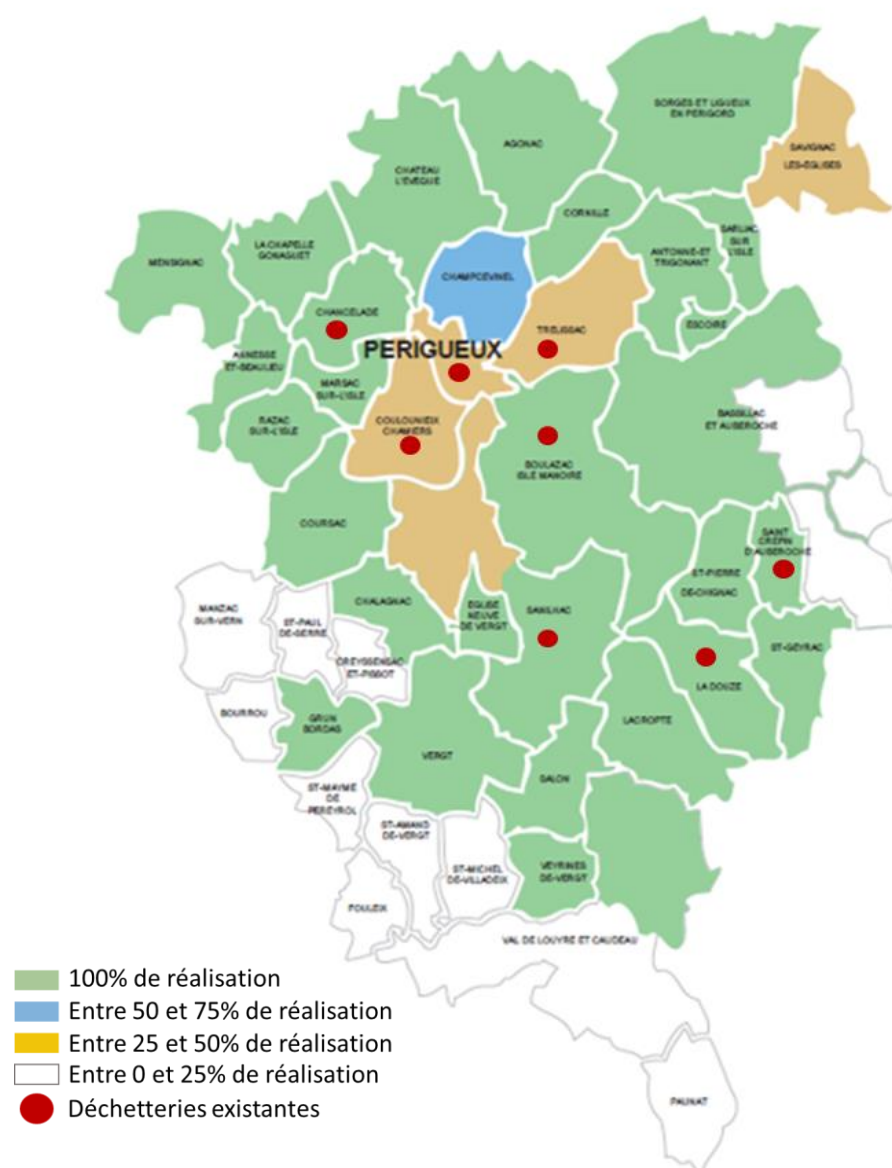 SORGES ET LIGUEUX
EN PERIGORD
SAVIGNAC
LES-EGLISES
AGONAC
CHATEAU
L'EVEQUE
CORNILLE
SARLIAC
SUR
L'ISLE
ANTONNE-ET
TRIGONANT
LA CHAPELLE
GONAGUET
MENSIGNAC
CHAMPCEVINEL
CHANCELADE
ESCOIRE
TRELISSAC
PERIGUEUX
ANNESSE
ET-BEAULIEU
MARSAC
SUR-L'ISLE
RAZAC
SUR-L'ISLE
COULOUNIEIX
CHAMIERS
BASSILLAC
ET AUBEROCHE
BOULAZAC
ISLE MANOIRE
COURSAC
SAINT
CREPIN
D'AUBEROCHE
ST-PIERRE
DE-CHIGNAC
MANZAC
SUR-VERN
ST-PAUL
DE-SERRE
CHALAGNAC
EGLISE
NEUVE
DE VERGT
SANILHAC
CREYSSENSAC
ET-PISSOT
ST-GEYRAC
LA DOUZE
BOURROU
GRUN
BORDAS
LACROPTE
VERGT
SALON
ST-MAYME
DE
PEREYROL
ST-AMAND
DE-VERGT
ST-MICHEL
DE-VILLADEIX
VEYRINES
DE-VERGT
FOULEIX
VAL DE LOUYRE ET CAUDEAU
PAUNAT
100% de réalisation
Entre 50 et 75% de réalisation
Entre 25 et 50% de réalisation
Entre 0 et 25% de réalisation
Déchetteries existantes